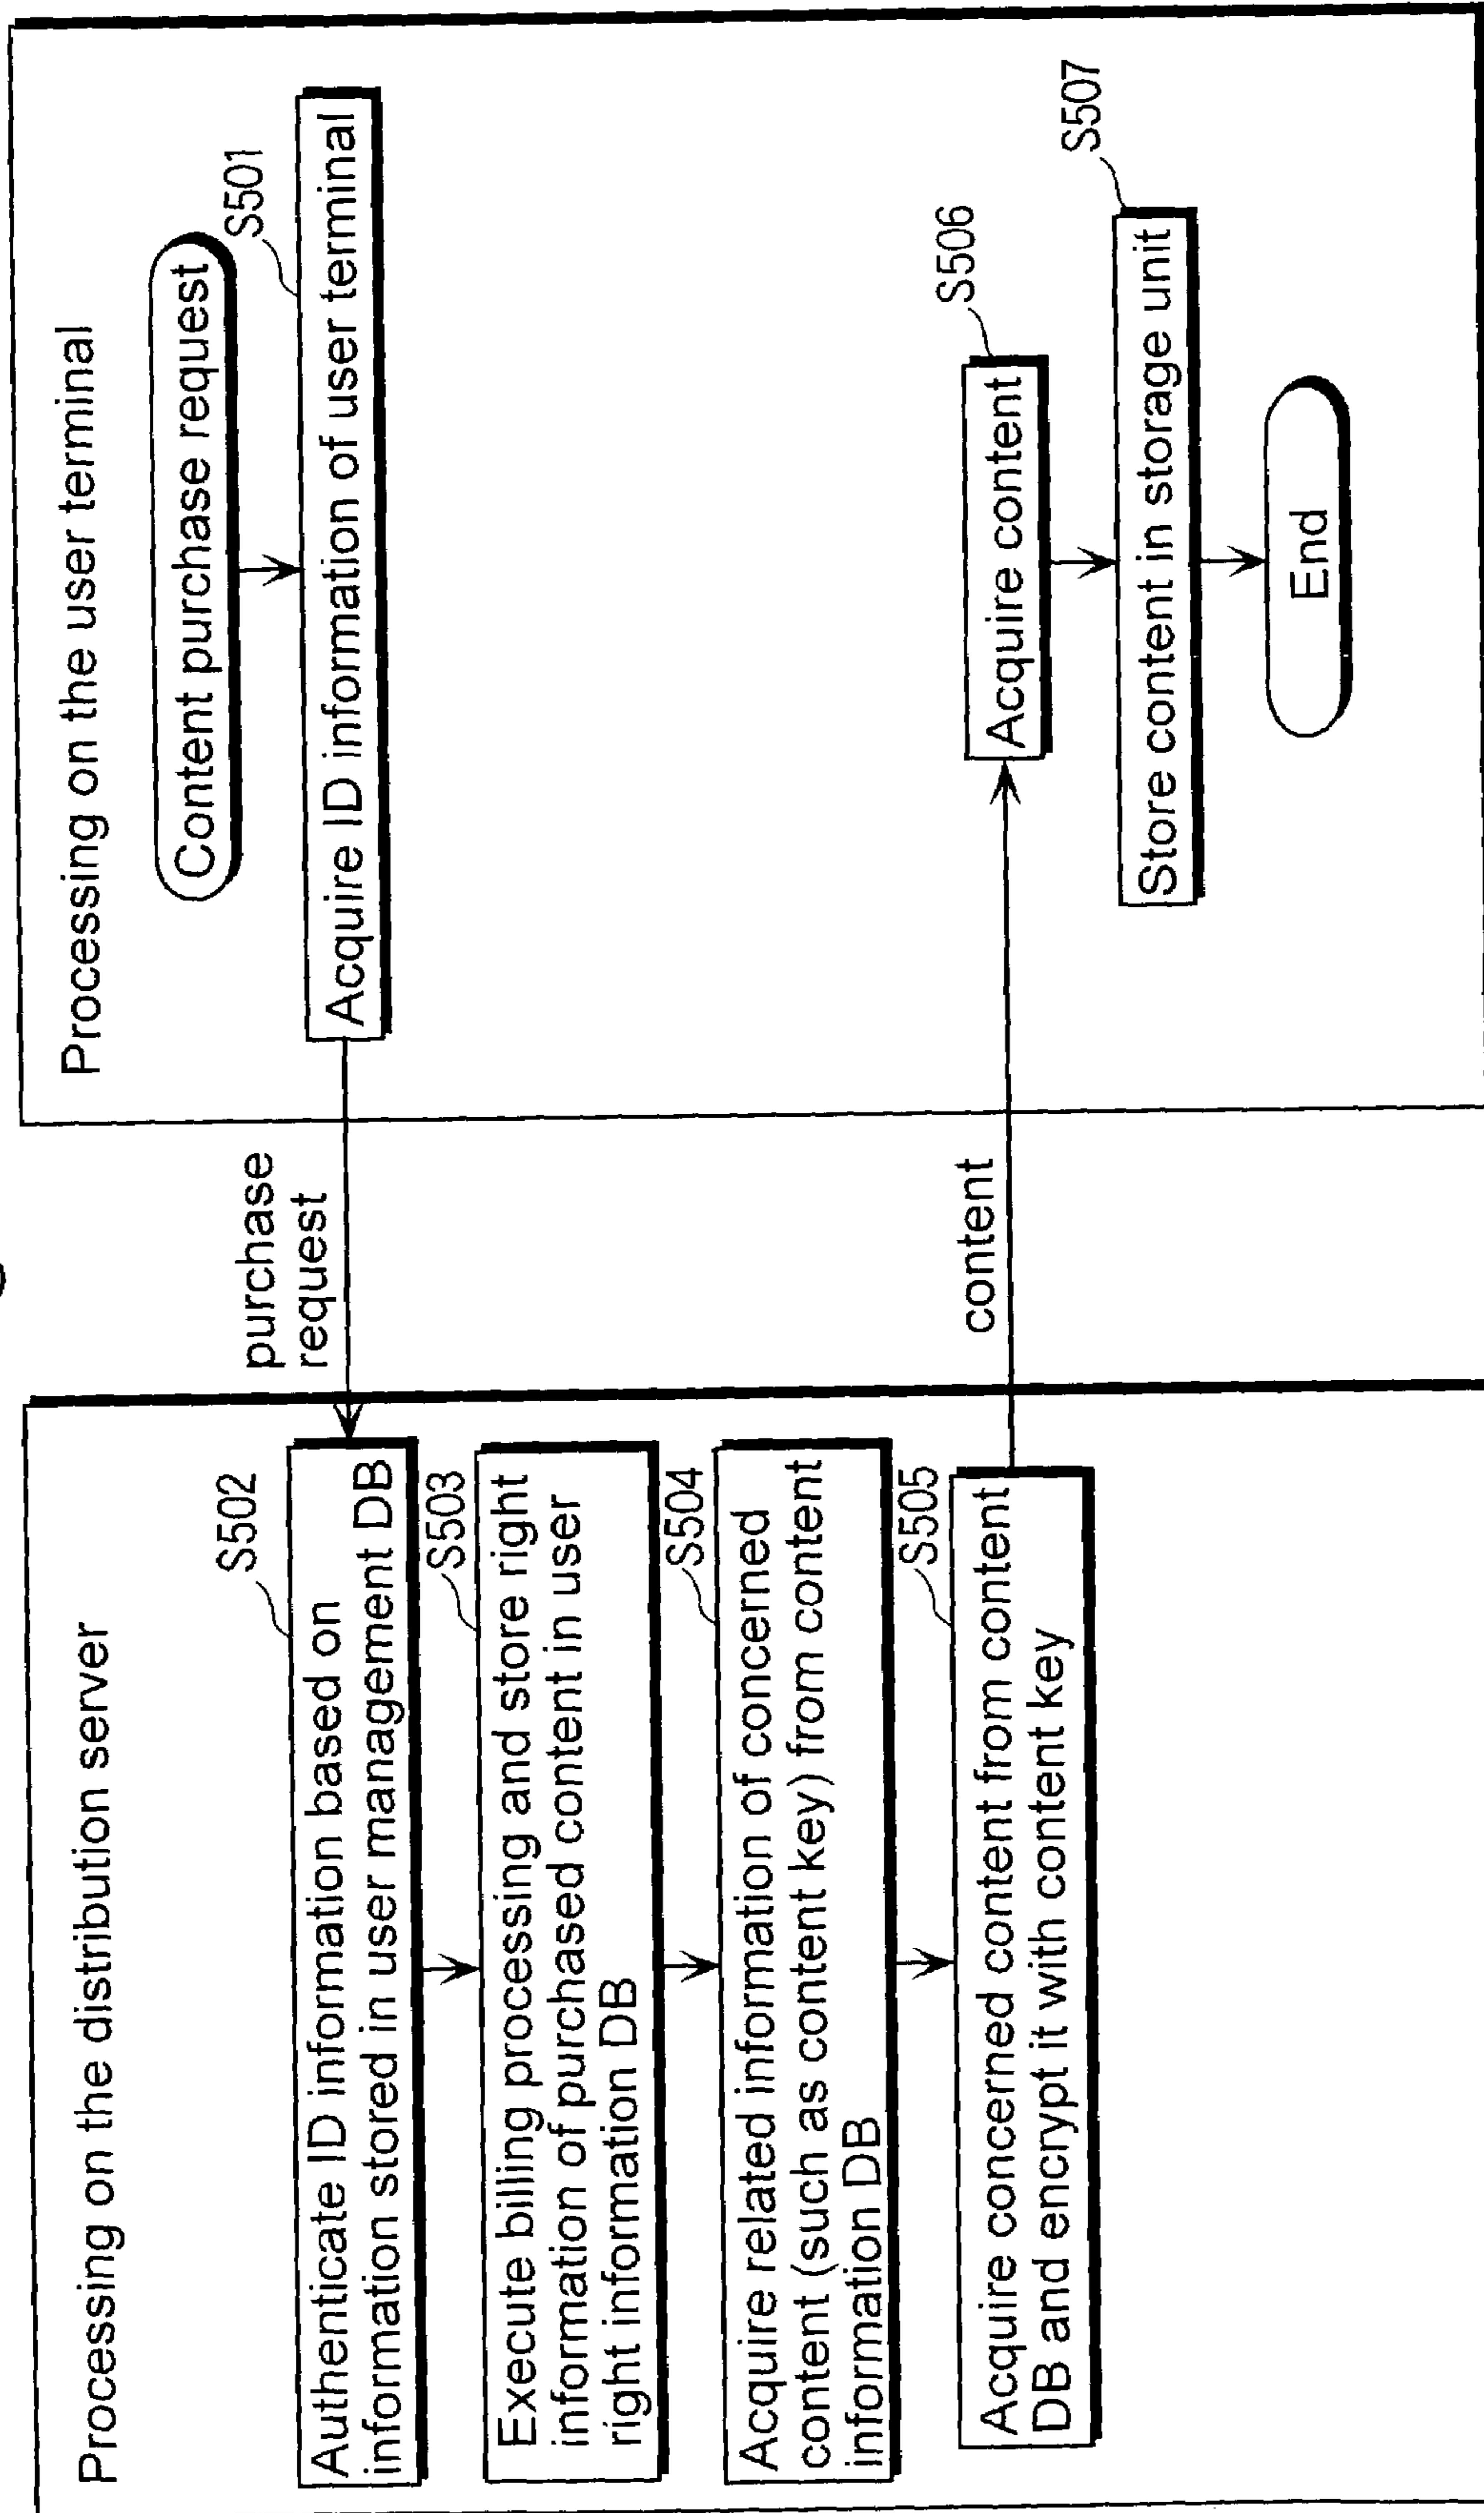 Processing on the distribution server
S502
Authenticate ID information based on
information stored in user management DB
S503
Execute billing processing and store right
information of purchased content in user
right information DB
S504
Acquire related information of concerned
content (such as content key) from content
information DB
S505
Acquire concerned content from content
DB and encrypt it with content key
purchase
request
content
Processing on the user terminal
Content purchase request
S501
Acquire ID information of user terminal
S506
Acquire content
S507
Store content in storage unit
End